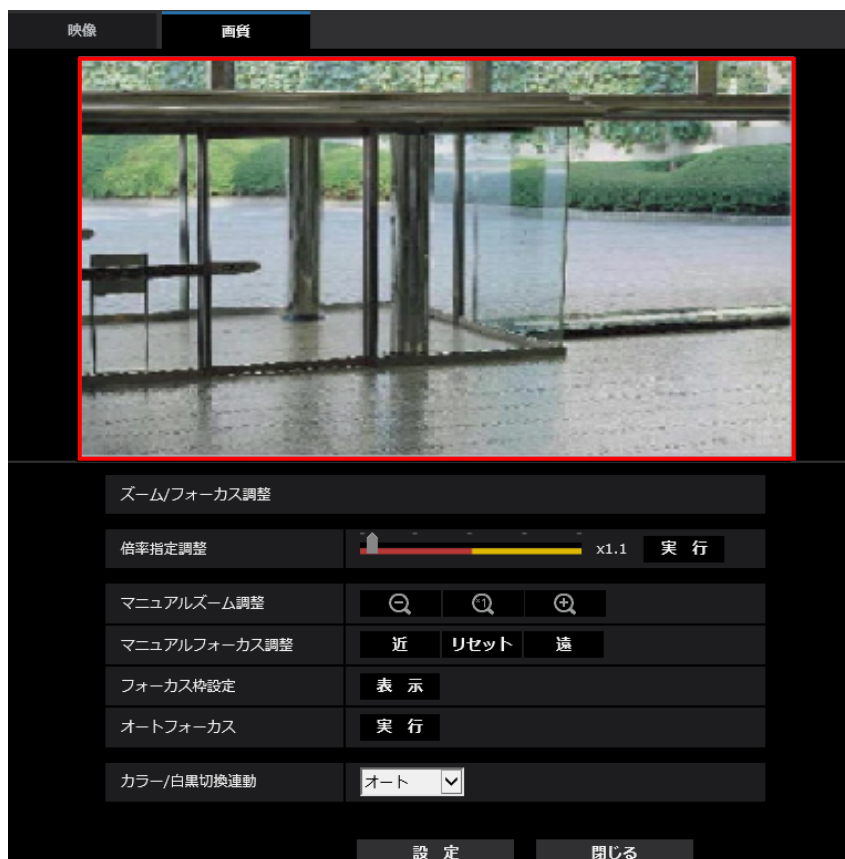 映像 画質
ズーム/フォーカス調整
倍率指定調整 x1.1 実 行
マニュアルズーム調整 ×1
マニュアルフォーカス調整 近 リセット 遠
フォーカス枠設定 表 示
オートフォーカス 実 行
カラー/白黒切換連動 オート
設 定 閉じる